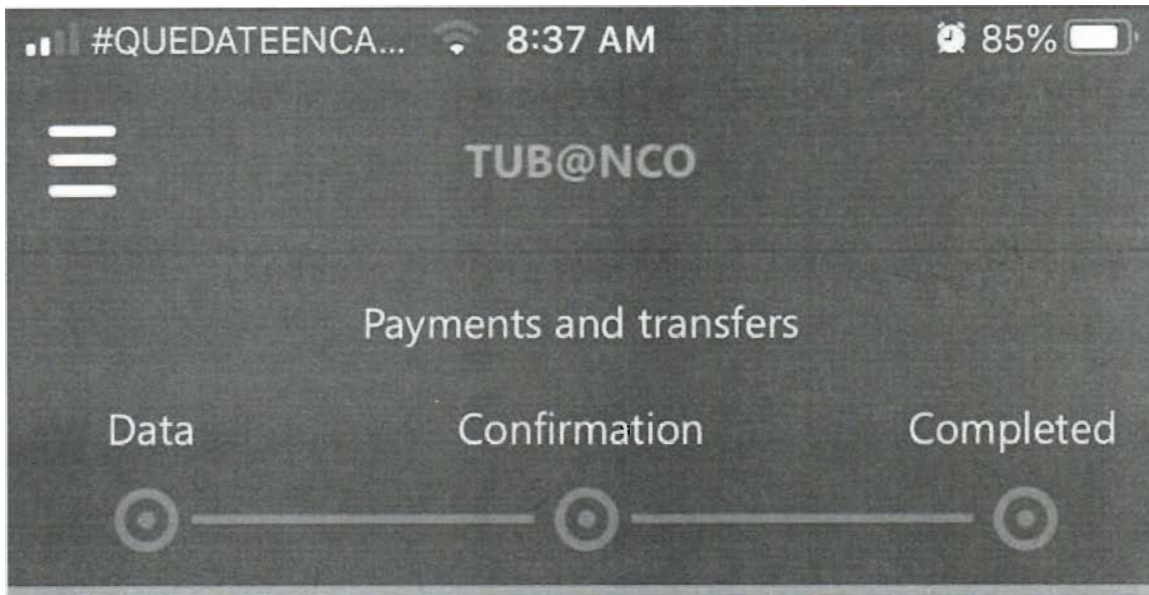 #QUEDATEENCA... 8:37 AM 85%
TUB@NCO
Payments and transfers
Data Confirmation Completed